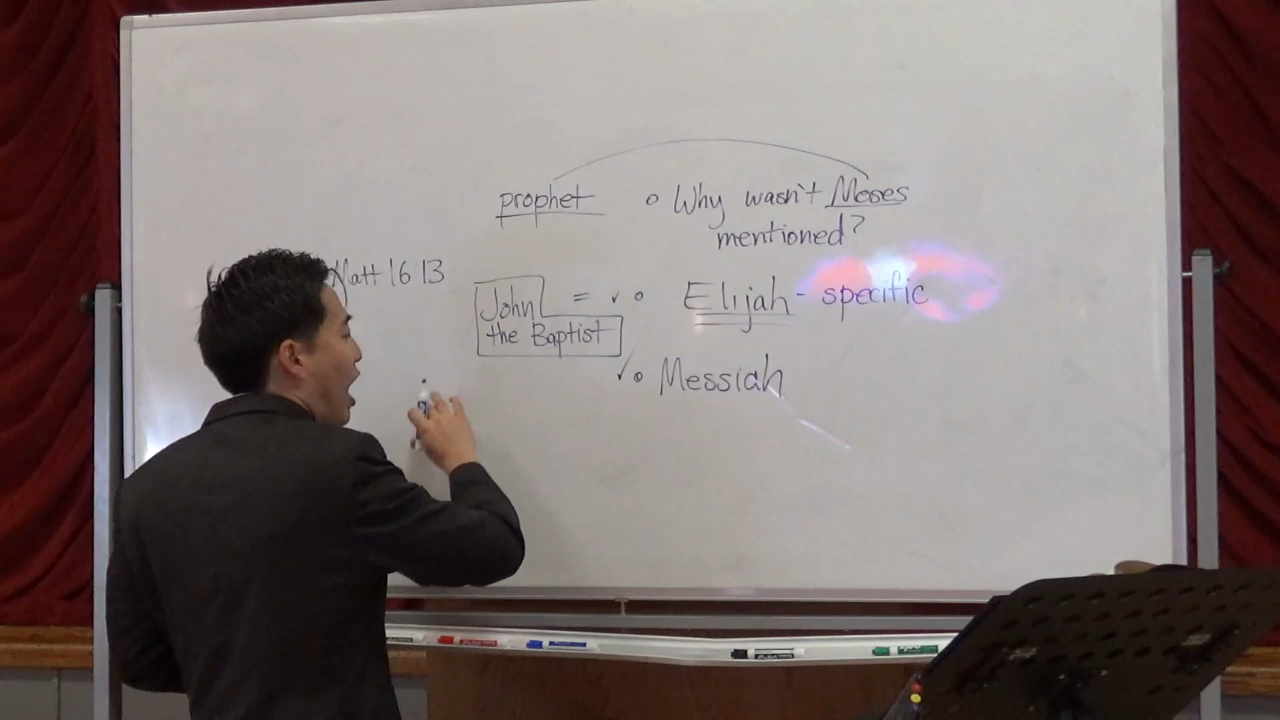 prophet o Why wasn't Moses
mentioned?
Matt 16 13
John = ✓ o Elijah - specific
the Baptist
✓ o Messiah